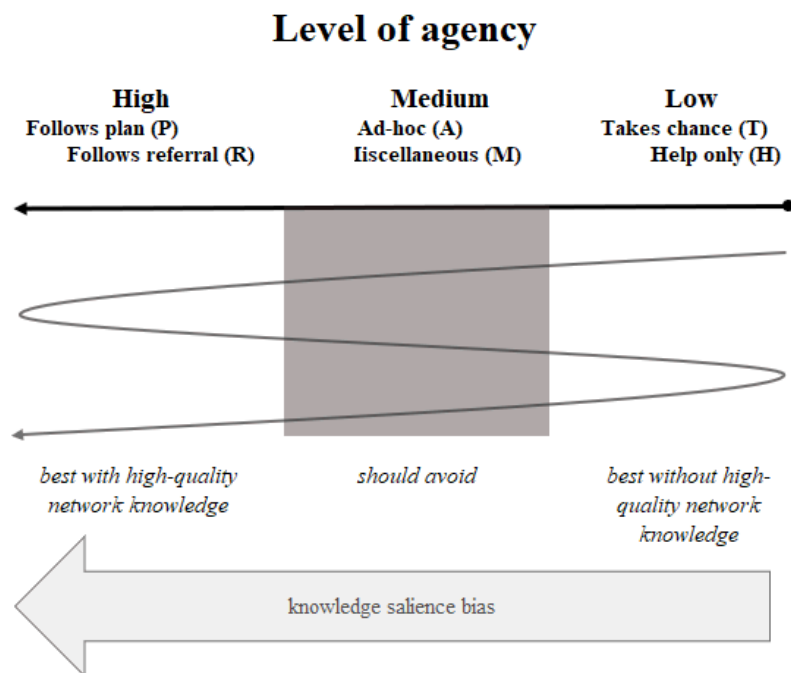 Level of agency
High
Follows plan (P)
Follows referral (R)
Medium
Ad-hoc (A)
Iiscellaneous (M)
Low
Takes chance (T)
Help only (H)
best with high-quality
network knowledge
should avoid
best without high-
quality network
knowledge
knowledge salience bias